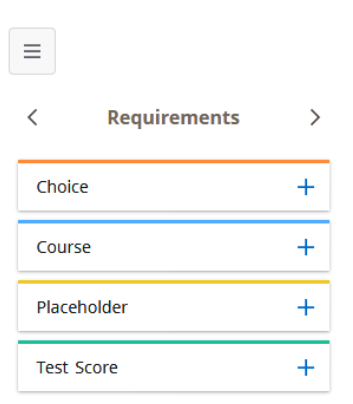 Requirements
Choice
Course
Placeholder
Test Score